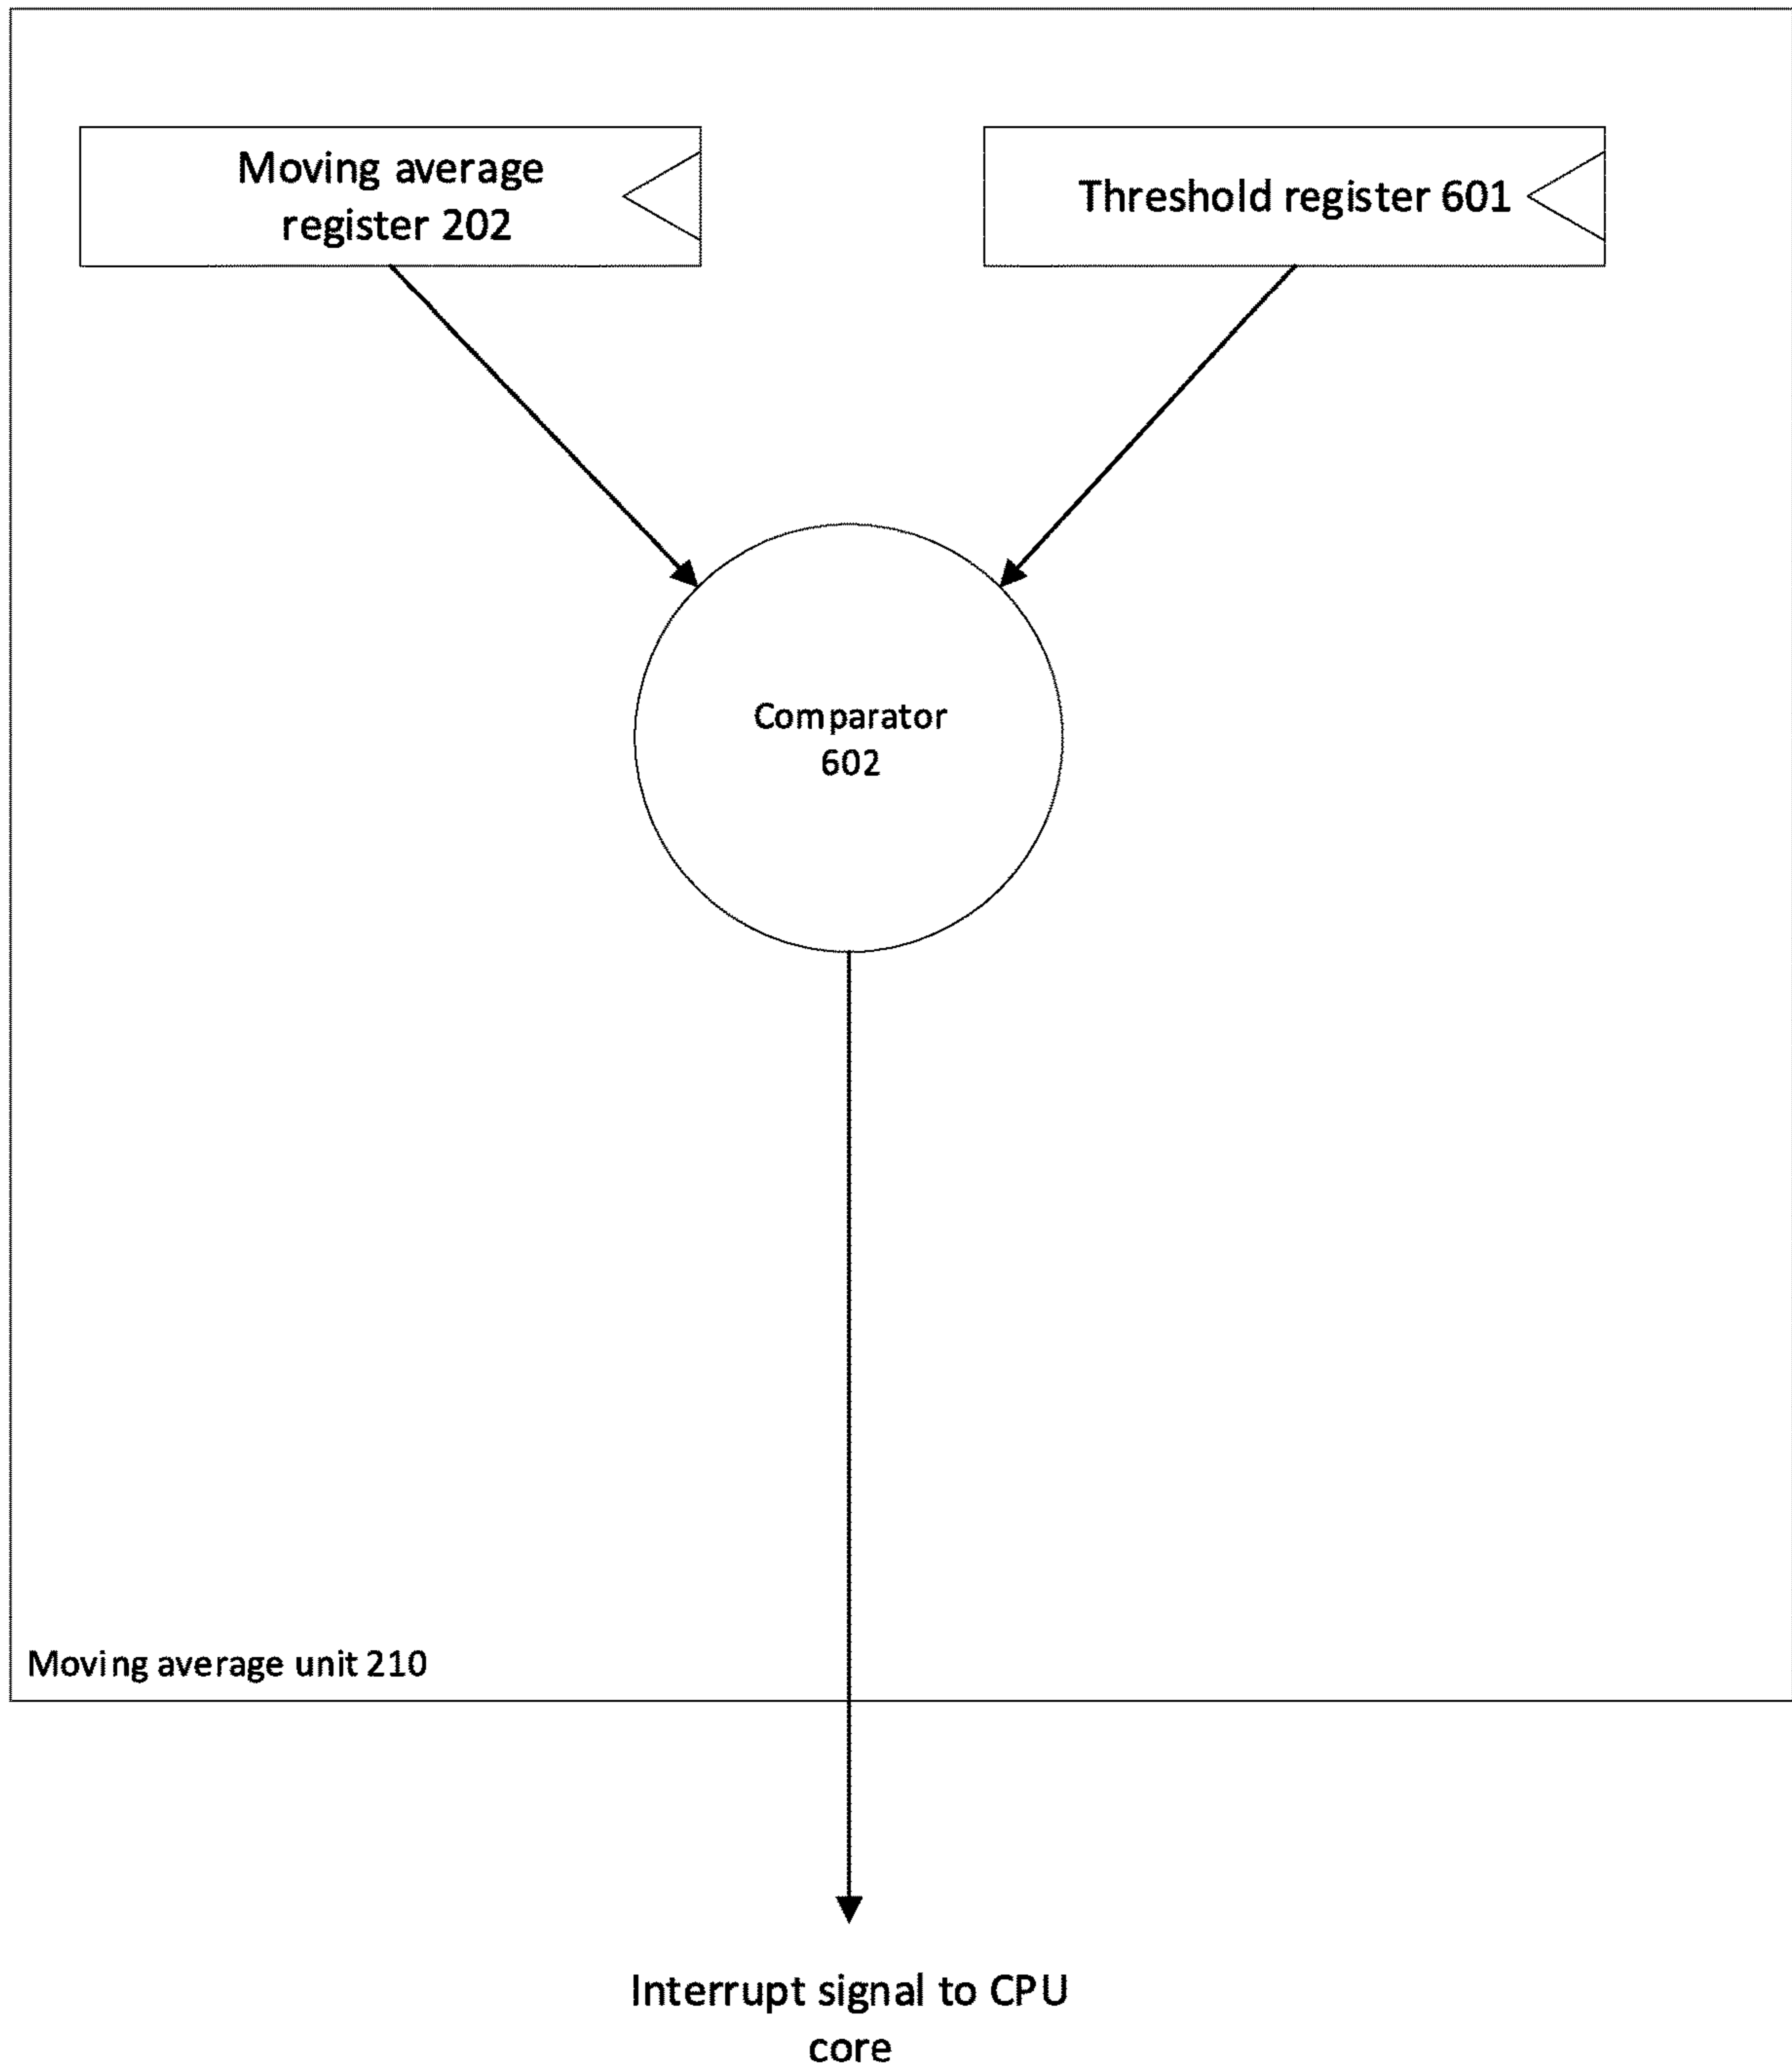 Moving average
register 202
Threshold register 601
Comparator
602
Moving average unit 210
Interrupt signal to CPU
core